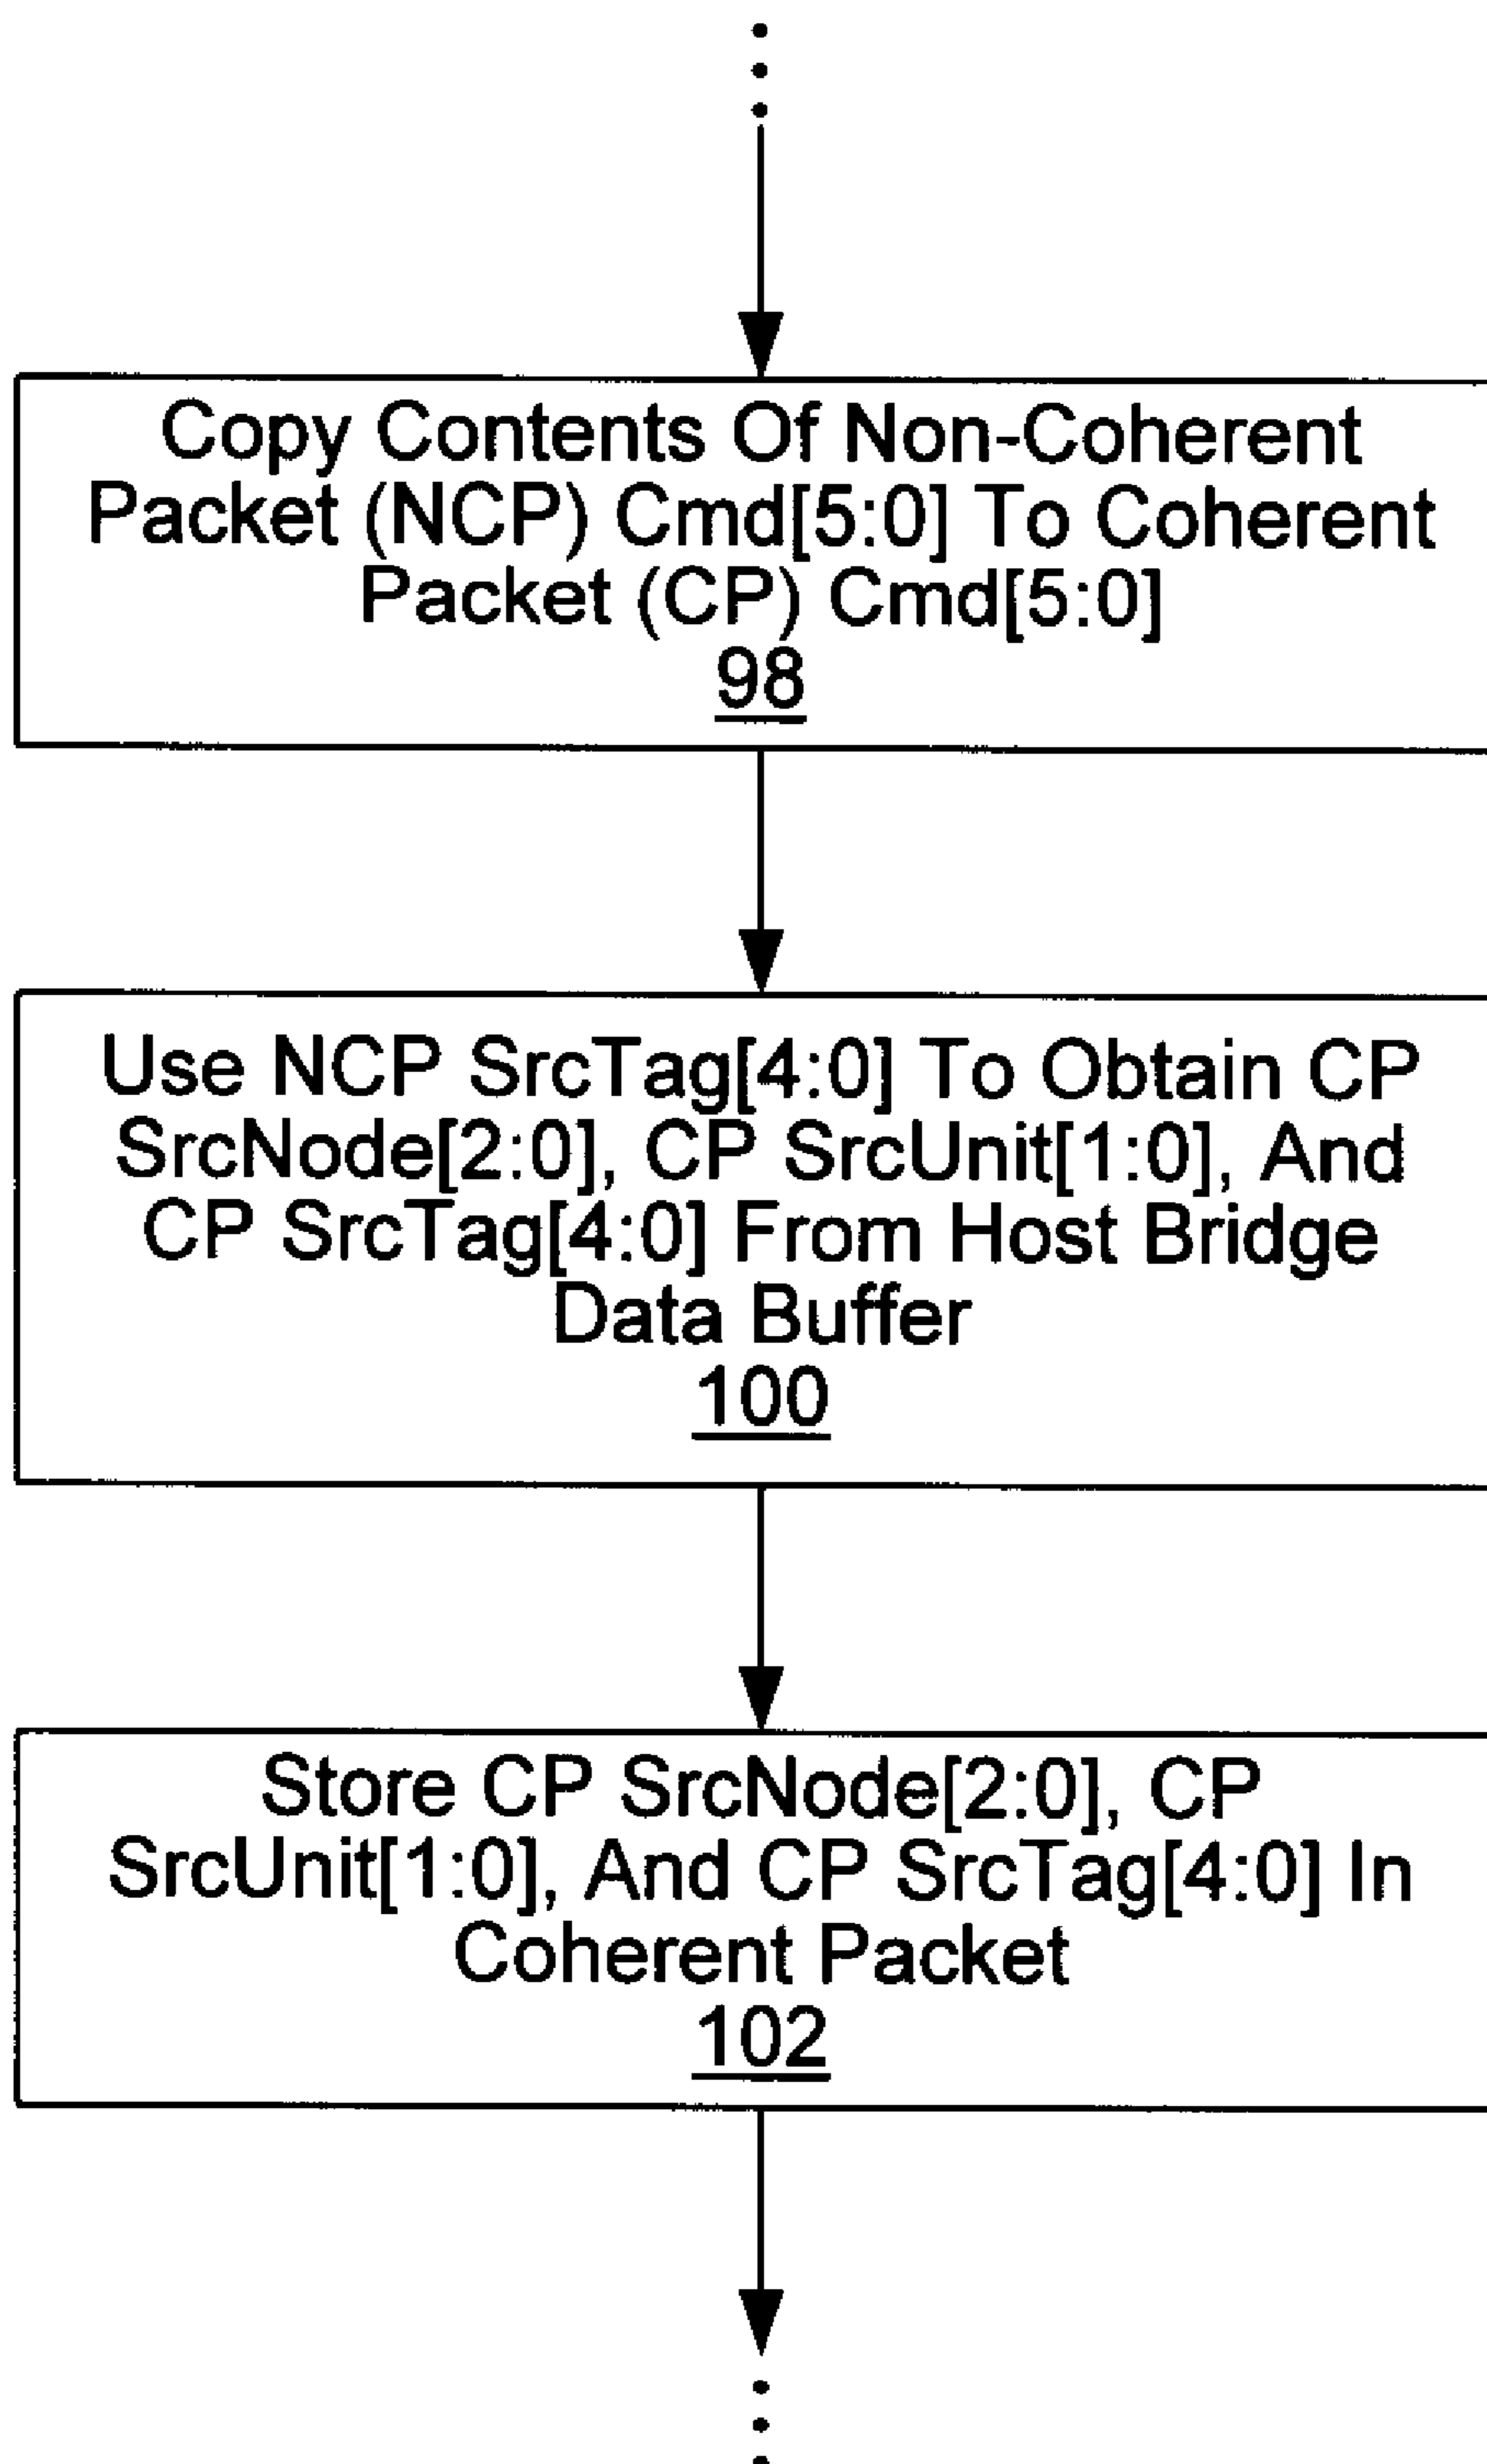 Copy Contents Of Non-Coherent
Packet (NCP) Cmd[5:0] To Coherent
Packet (CP) Cmd[5:0]
98
Use NCP SrcTag[4:0] To Obtain CP
SrcNode[2:0], CP SrcUnit[1:0], And
CP SrcTag[4:0] From Host Bridge
Data Buffer
100
Store CP SrcNode[2:0], CP
SrcUnit[1:0], And CP SrcTag[4:0] In
Coherent Packet
102